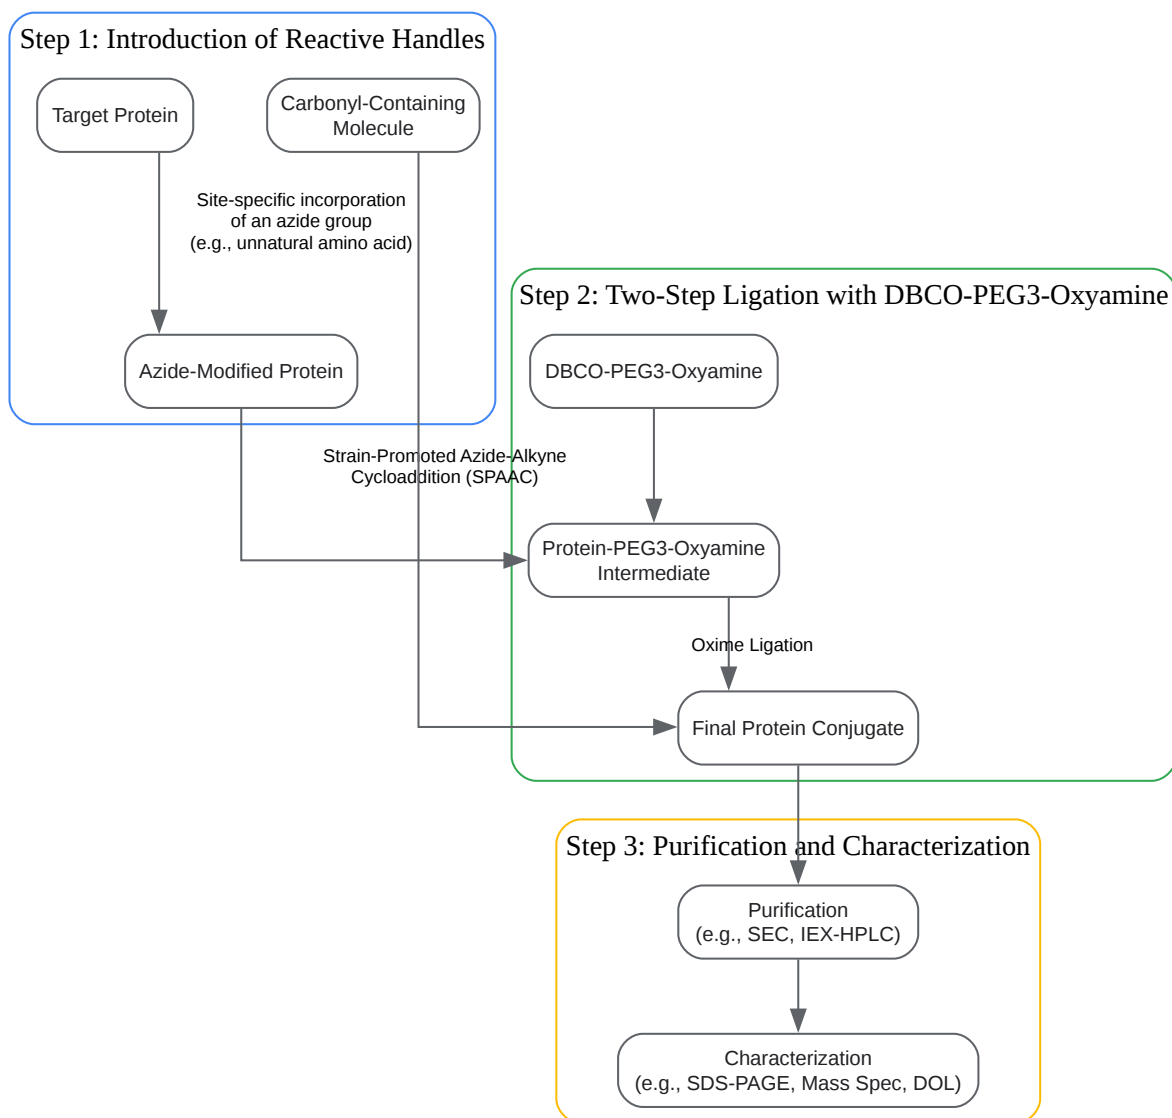 Step 1: Introduction of Reactive Handles
Target Protein
Carbonyl-Containing
Molecule
Site-specific incorporation
of an azide group
(e.g., unnatural amino acid)
Azide-Modified Protein
Step 2: Two-Step Ligation with DBCO-PEG3-Oxyamine
DBCO-PEG3-Oxyamine
Strain-Promoted Azide-Alkyne
Cycloaddition (SPAAC)
Protein-PEG3-Oxyamine
Intermediate
Oxime Ligation
Final Protein Conjugate
Step 3: Purification and Characterization
Purification
(e.g., SEC, IEX-HPLC)
Characterization
(e.g., SDS-PAGE, Mass Spec, DOL)